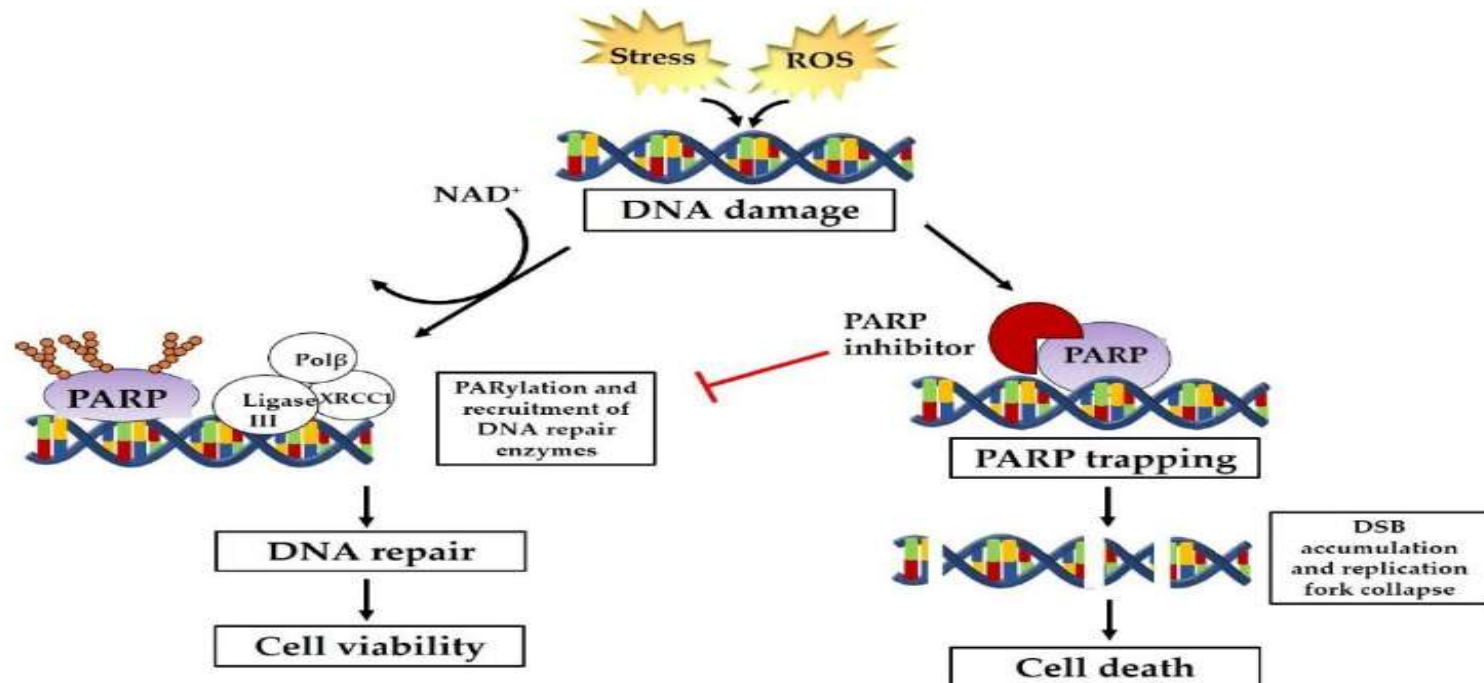 Stress
ROS
NAD⁺
DNA damage
PARP
inhibitor
PARP
Polβ
PARP
Ligase
III
XRCC1
PARylation and
recruitment of
DNA repair
enzymes
PARP trapping
DNA repair
DSB
accumulation
and replication
fork collapse
Cell viability
Cell death